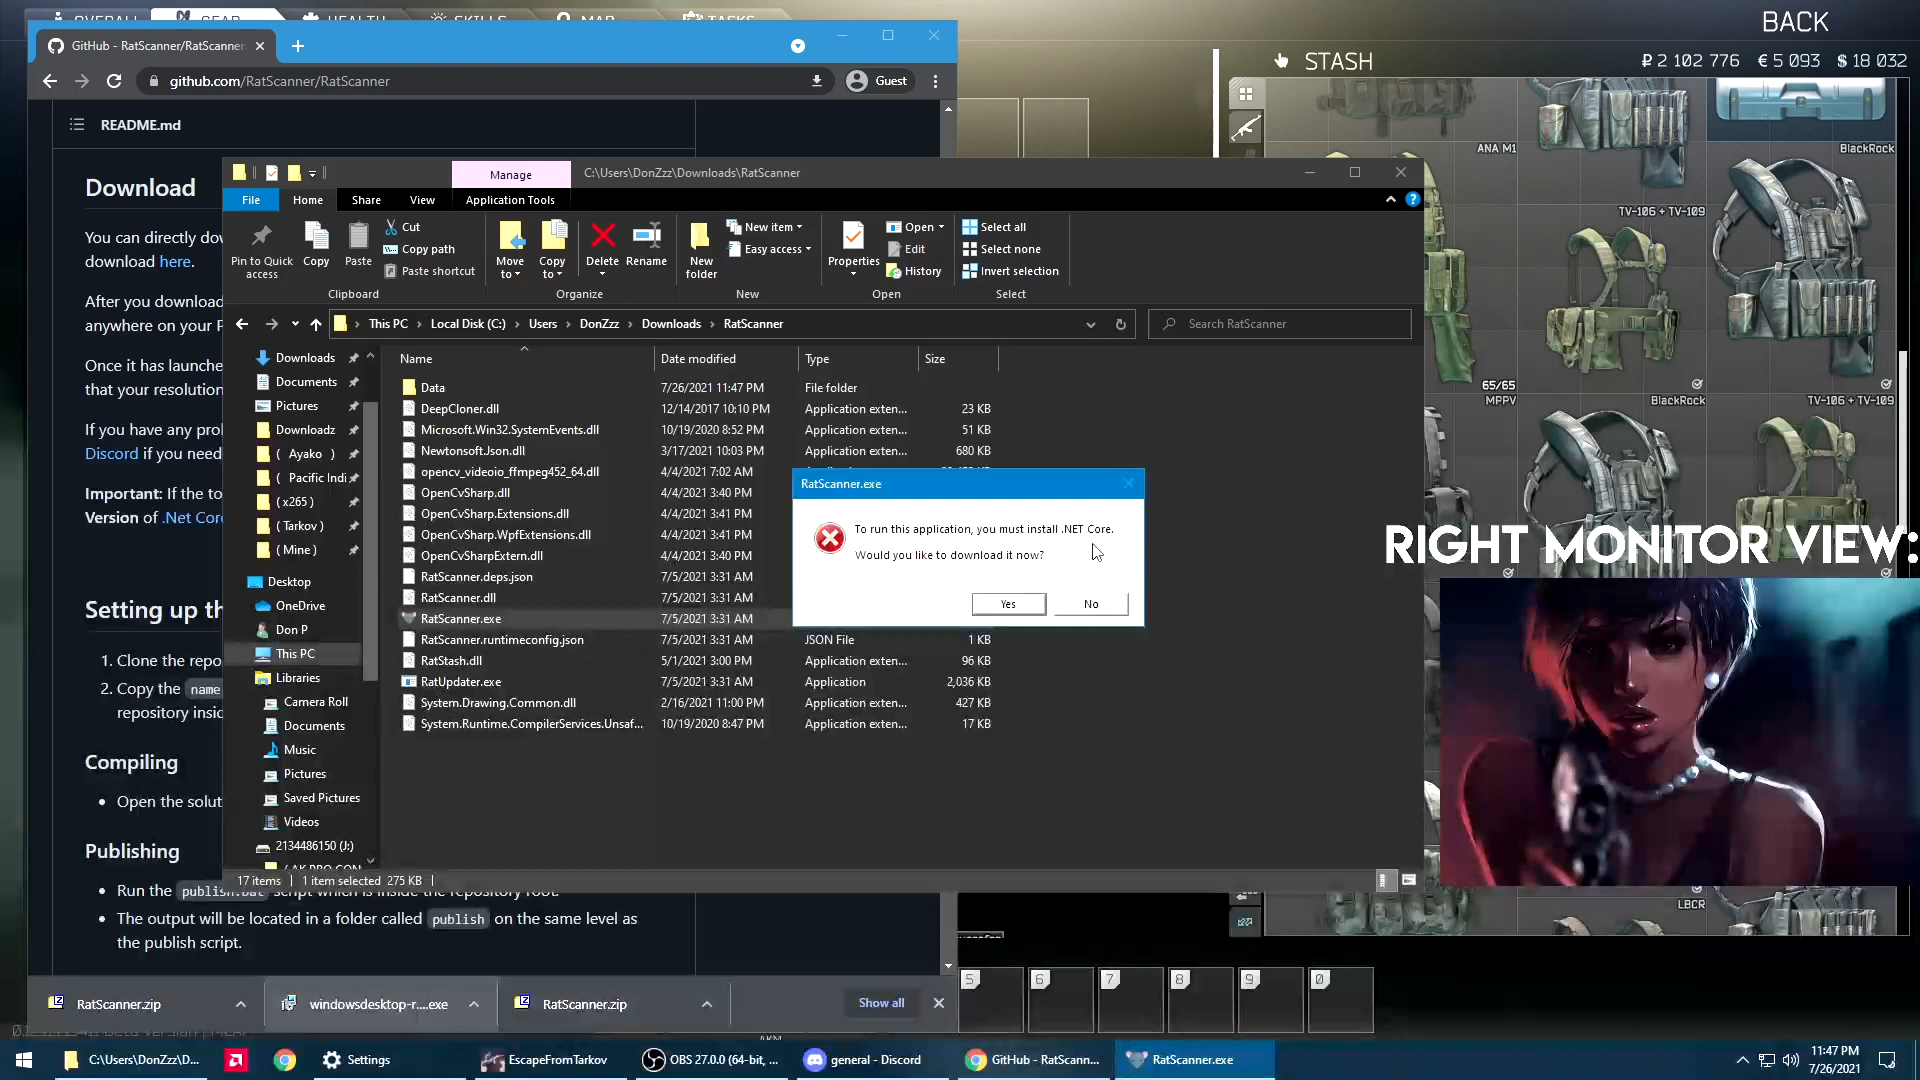 OVERALL GEAR HEALTH SKILLS MAP TASKS
BACK
GitHub - RatScanner/RatScanner
github.com/RatScanner/RatScanner
Guest
STASH
₽ 2 102 776 € 5 093 $ 18 032
README.md
Download
You can directly dow
download here.
After you download
anywhere on your P
Once it has launche
that your resolution
If you have any prol
Discord if you need
Important: If the to
Version of .Net Core
Setting up th
1. Clone the repo
2. Copy the name
repository insid
Compiling
Open the solut
Publishing
Run the publish.bat script which is inside the repository root.
The output will be located in a folder called publish on the same level as
the publish script.
Manage
C:\Users\DonZzz\Downloads\RatScanner
File Home Share View Application Tools
Pin to Quick access
Copy
Paste
Cut
Copy path
Paste shortcut
Clipboard
Move to
Copy to
Delete
Rename
Organize
New folder
New item
Easy access
New
Properties
Open
Edit
History
Open
Select all
Select none
Invert selection
Select
This PC > Local Disk (C:) > Users > DonZzz > Downloads > RatScanner
Search RatScanner
Downloads
Documents
Pictures
Downloadz
( Ayako )
( Pacific Indi
( x265 )
( Tarkov )
( Mine )
Desktop
OneDrive
Don P
This PC
Libraries
Camera Roll
Documents
Music
Pictures
Saved Pictures
Videos
2134486150 (J:)
Name Date modified Type Size
Data 7/26/2021 11:47 PM File folder
DeepCloner.dll 12/14/2017 10:10 PM Application exten... 23 KB
Microsoft.Win32.SystemEvents.dll 10/19/2020 8:52 PM Application exten... 51 KB
Newtonsoft.Json.dll 3/17/2021 10:03 PM Application exten... 680 KB
opencv_videoio_ffmpeg452_64.dll 4/4/2021 7:02 AM
OpenCvSharp.dll 4/4/2021 3:40 PM
OpenCvSharp.Extensions.dll 4/4/2021 3:41 PM
OpenCvSharp.WpfExtensions.dll 4/4/2021 3:41 PM
OpenCvSharpExtern.dll 4/4/2021 3:40 PM
RatScanner.deps.json 7/5/2021 3:31 AM
RatScanner.dll 7/5/2021 3:31 AM
RatScanner.exe 7/5/2021 3:31 AM
RatScanner.runtimeconfig.json 7/5/2021 3:31 AM JSON File 1 KB
RatStash.dll 5/1/2021 3:00 PM Application exten... 96 KB
RatUpdater.exe 7/5/2021 3:31 AM Application 2,036 KB
System.Drawing.Common.dll 2/16/2021 11:00 PM Application exten... 427 KB
System.Runtime.CompilerServices.Unsaf... 10/19/2020 8:47 PM Application exten... 17 KB
17 items 1 item selected 275 KB
RatScanner.exe
To run this application, you must install .NET Core.
Would you like to download it now?
Yes No
ANA M1
BlackRock
TV-106 + TV-109
65/65
MPPV
BlackRock
TV-106 + TV-109
RIGHT MONITOR VIEW:
LBCR
5 6 7 8 9 0
AKM
RatScanner.zip
windowsdesktop-r....exe
RatScanner.zip
Show all
C:\Users\DonZzz\D...
Settings
EscapeFromTarkov
OBS 27.0.0 (64-bit, ...
general - Discord
GitHub - RatScann...
RatScanner.exe
11:47 PM
7/26/2021